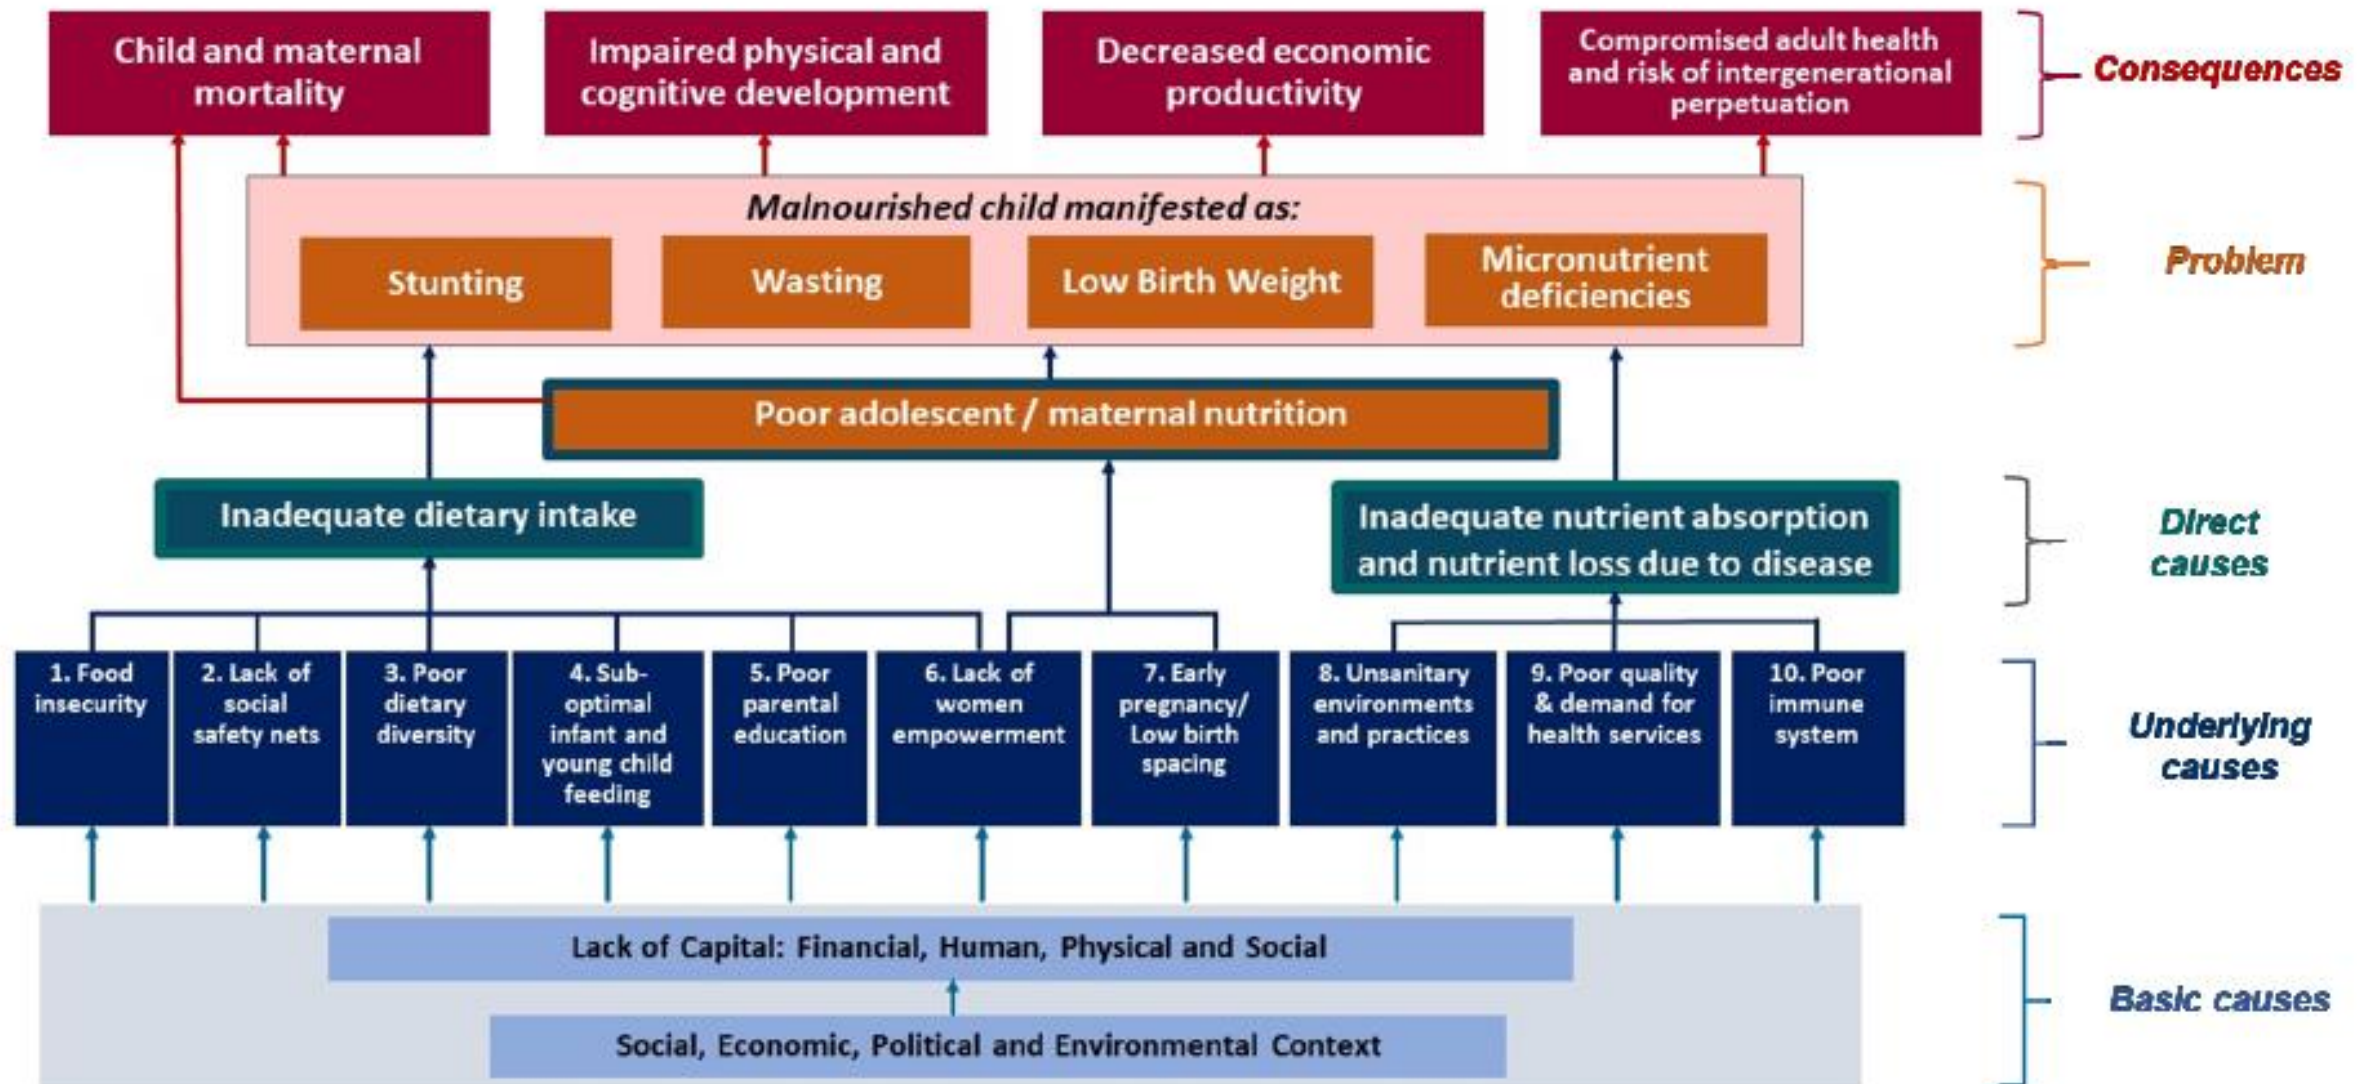 Child and maternal
mortality
Impaired physical and
cognitive development
Decreased economic
productivity
Compromised adult health
and risk of intergenerational
perpetuation
Consequences
Malnourished child manifested as:
Stunting
Wasting
Low Birth Weight
Micronutrient
deficiencies
Problem
Poor adolescent / maternal nutrition
Inadequate dietary intake
Inadequate nutrient absorption
and nutrient loss due to disease
Direct
causes
1. Food
insecurity
2. Lack of
social
safety nets
3. Poor
dietary
diversity
4. Sub-
optimal
infant and
young child
feeding
5. Poor
parental
education
6. Lack of
women
empowerment
7. Early
pregnancy/
Low birth
spacing
8. Unsanitary
environments
and practices
9. Poor quality
& demand for
health services
10. Poor
immune
system
Underlying
causes
Lack of Capital: Financial, Human, Physical and Social
Social, Economic, Political and Environmental Context
Basic causes